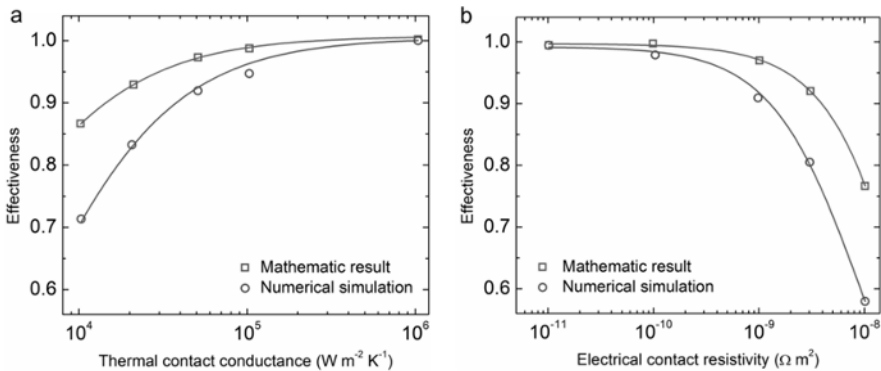 a
1.0
0.9
0.8
0.7
0.6
Effectiveness
Mathematic result
Numerical simulation
10⁴
10⁵
10⁶
Thermal contact conductance (W m⁻² K⁻¹)
b
1.0
0.9
0.8
0.7
0.6
Effectiveness
Mathematic result
Numerical simulation
10⁻¹¹
10⁻¹⁰
10⁻⁹
10⁻⁸
Electrical contact resistivity (Ω m²)